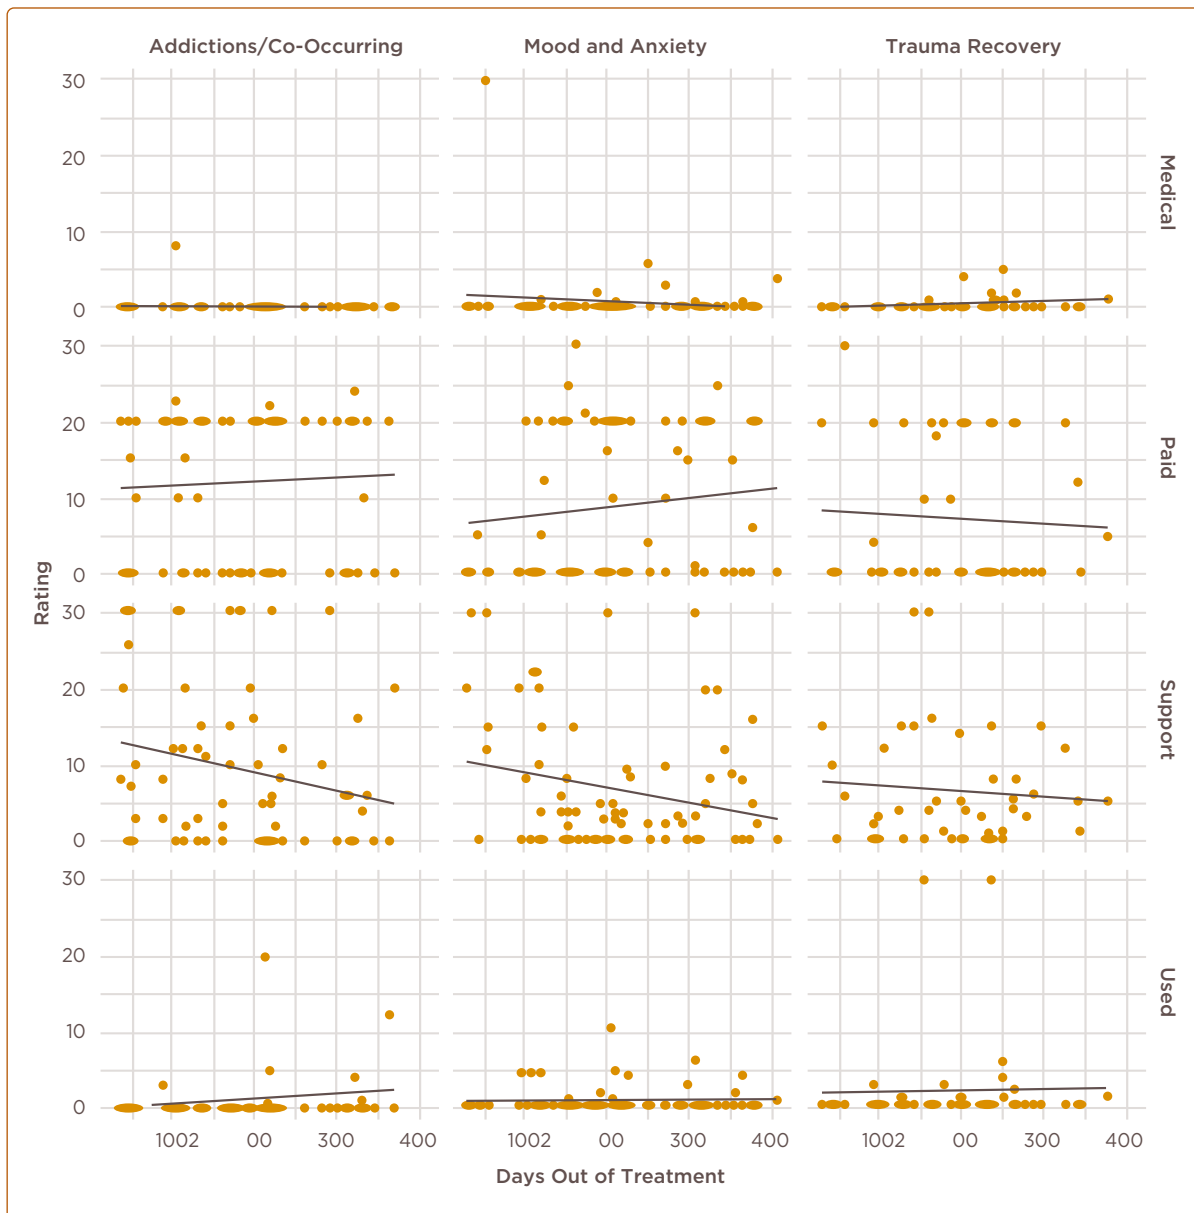 Addictions/Co-Occurring Mood and Anxiety Trauma Recovery
30
20
10
0
Medical
30
20
10
0
Paid
Rating
30
20
10
0
Support
30
20
10
0
Used
1002 00 300 400 1002 00 300 400 1002 00 300 400
Days Out of Treatment